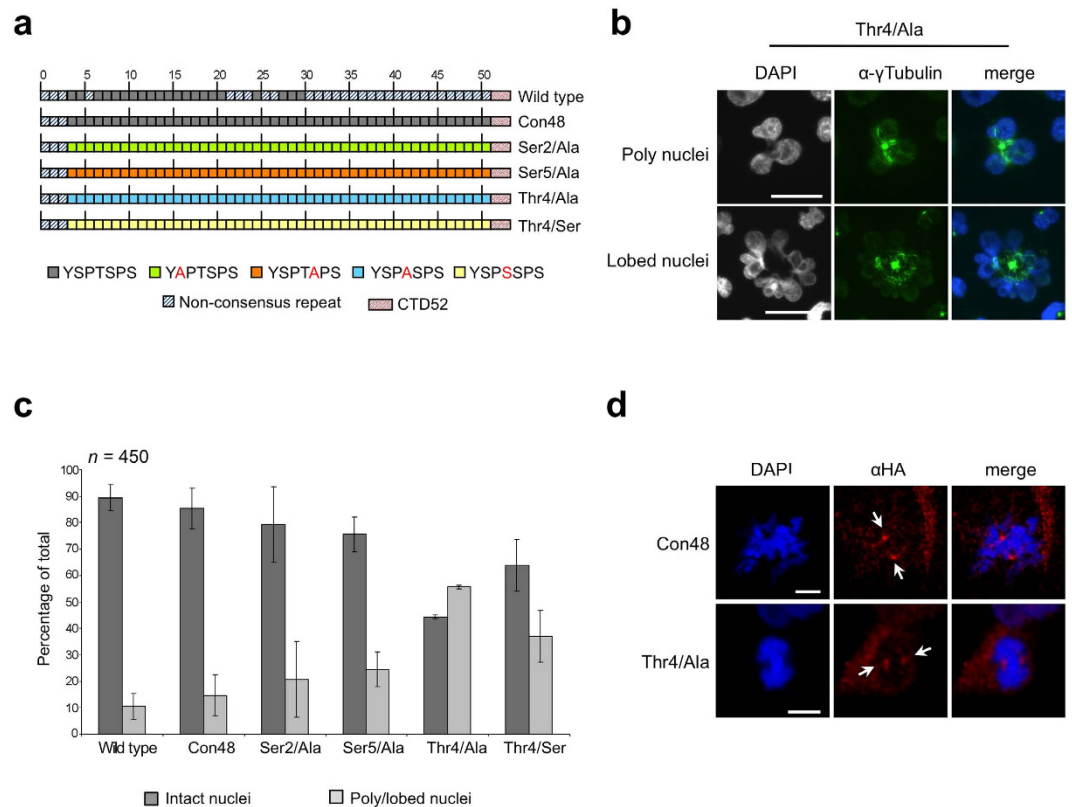 a
0 5 10 15 20 25 30 35 40 45 50
Wild type
Con48
Ser2/Ala
Ser5/Ala
Thr4/Ala
Thr4/Ser
YSPTSPS YAPTSPS YSPTAPS YSPASPS YSPSSPS
Non-consensus repeat CTD52
b
Thr4/Ala
DAPI α-γTubulin merge
Poly nuclei
Lobed nuclei
c
n = 450
Percentage of total
100
90
80
70
60
50
40
30
20
10
0
Wild type Con48 Ser2/Ala Ser5/Ala Thr4/Ala Thr4/Ser
Intact nuclei Poly/lobed nuclei
d
DAPI αHA merge
Con48
Thr4/Ala